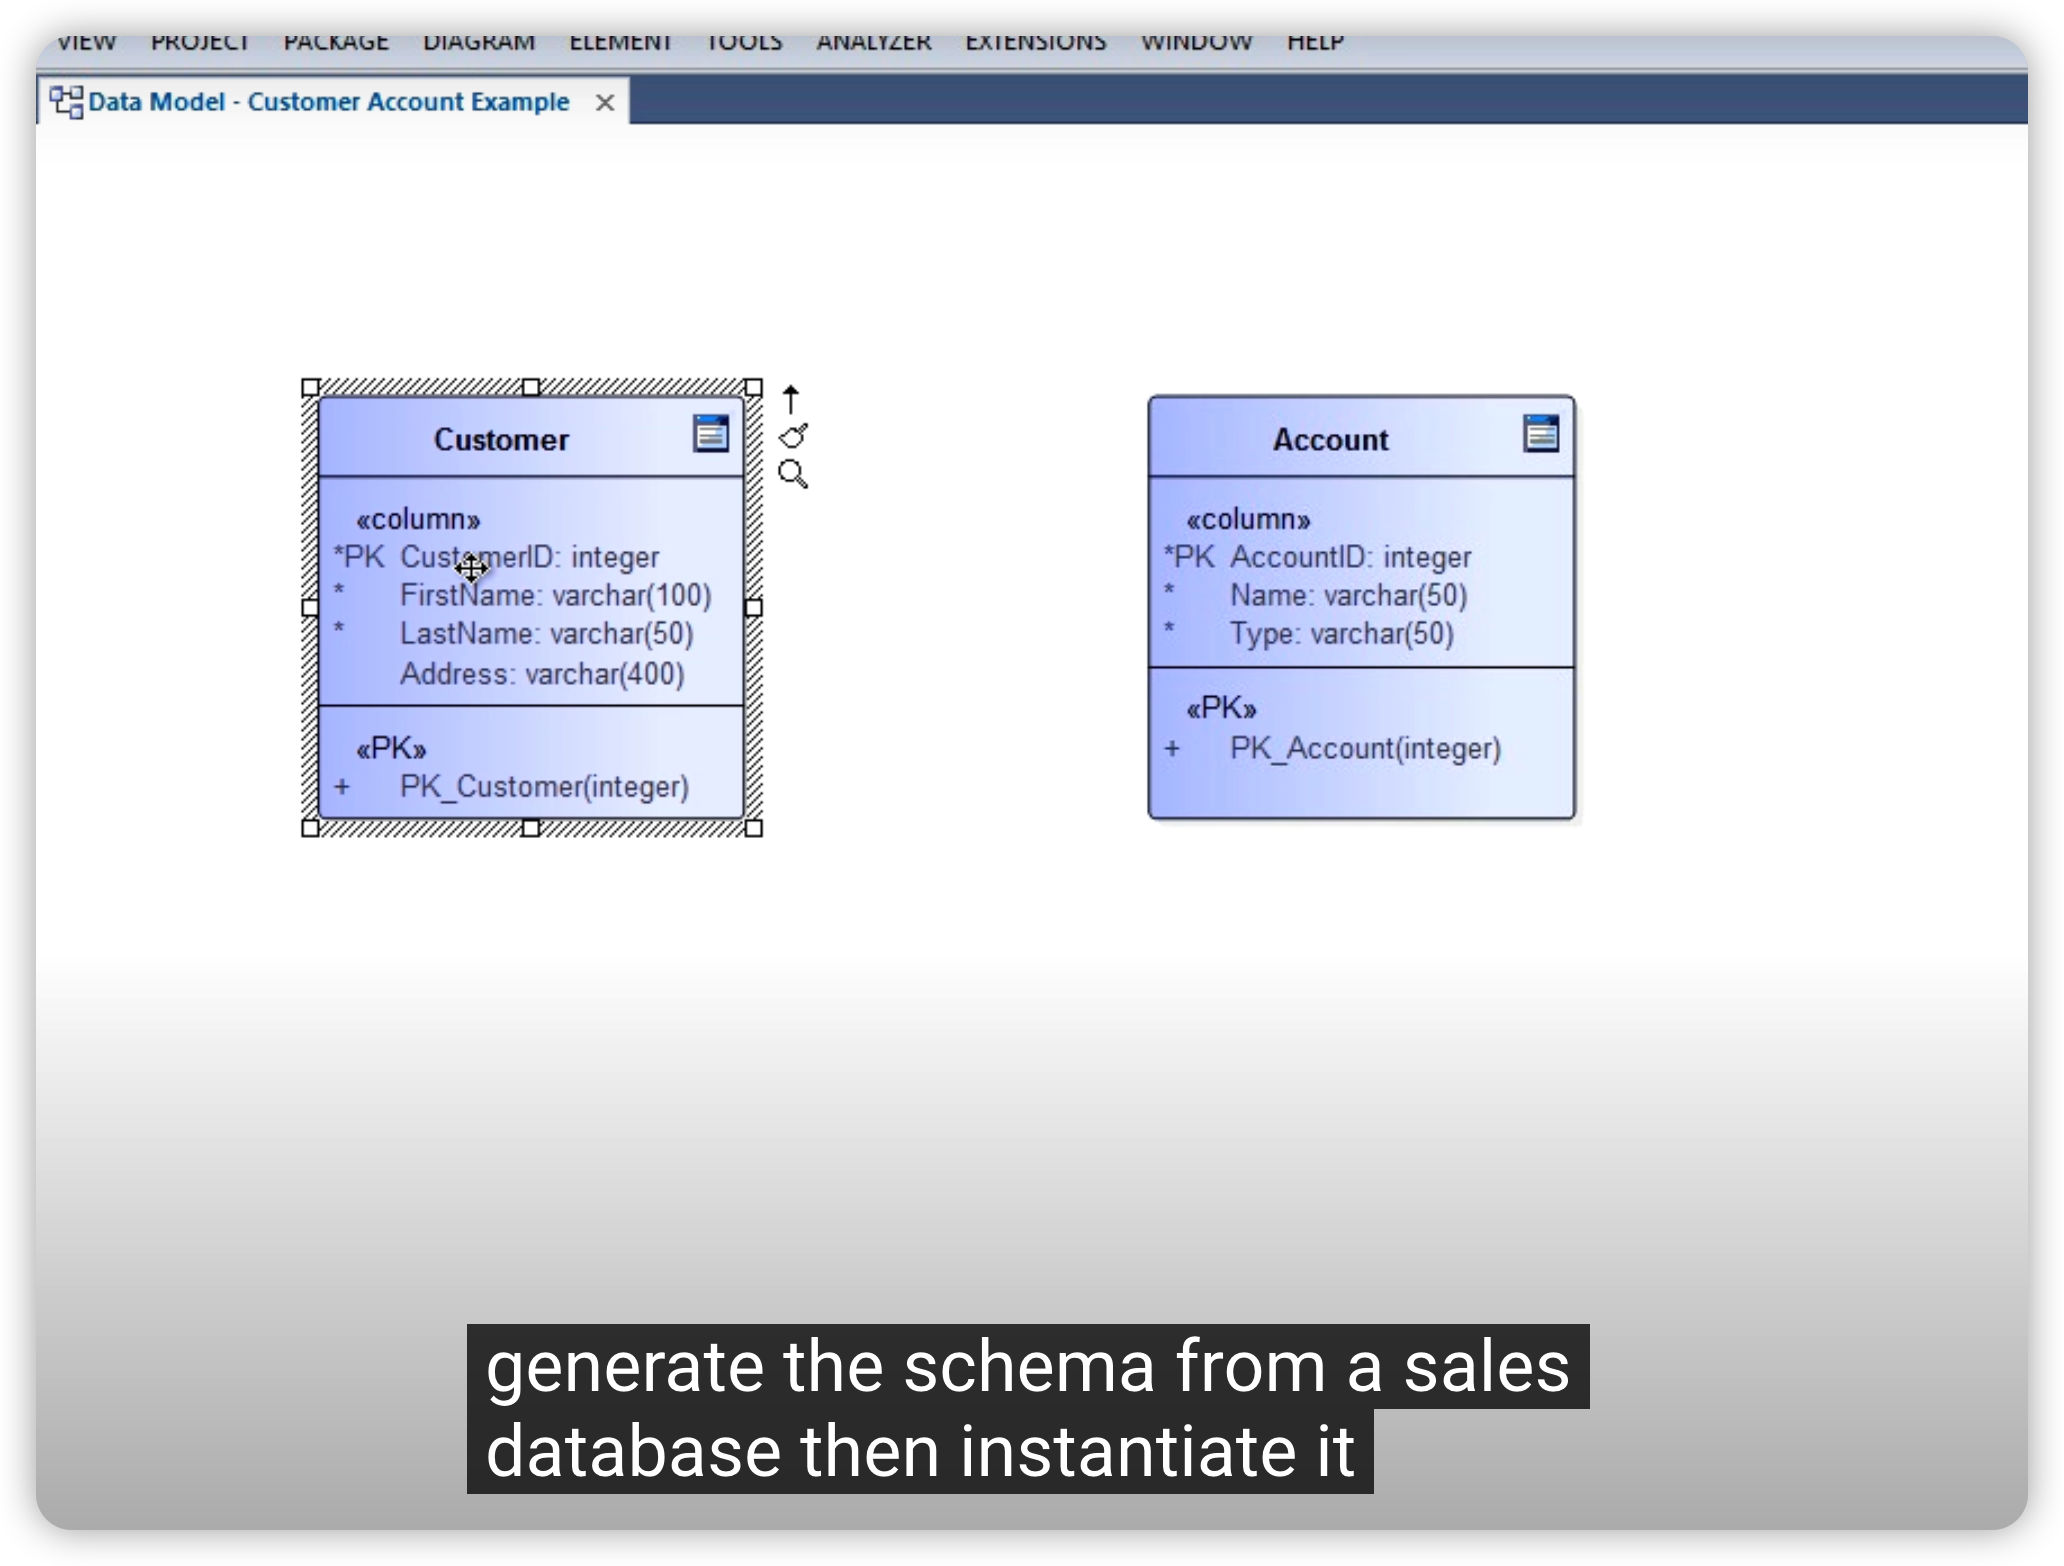 VIEW PROJECT PACKAGE DIAGRAM ELEMENT TOOLS ANALYZER EXTENSIONS WINDOW HELP
Data Model - Customer Account Example
Customer
«column»
*PK CustomerID: integer
* FirstName: varchar(100)
* LastName: varchar(50)
Address: varchar(400)
«PK»
+ PK_Customer(integer)
Account
«column»
*PK AccountID: integer
* Name: varchar(50)
* Type: varchar(50)
«PK»
+ PK_Account(integer)
generate the schema from a sales
database then instantiate it